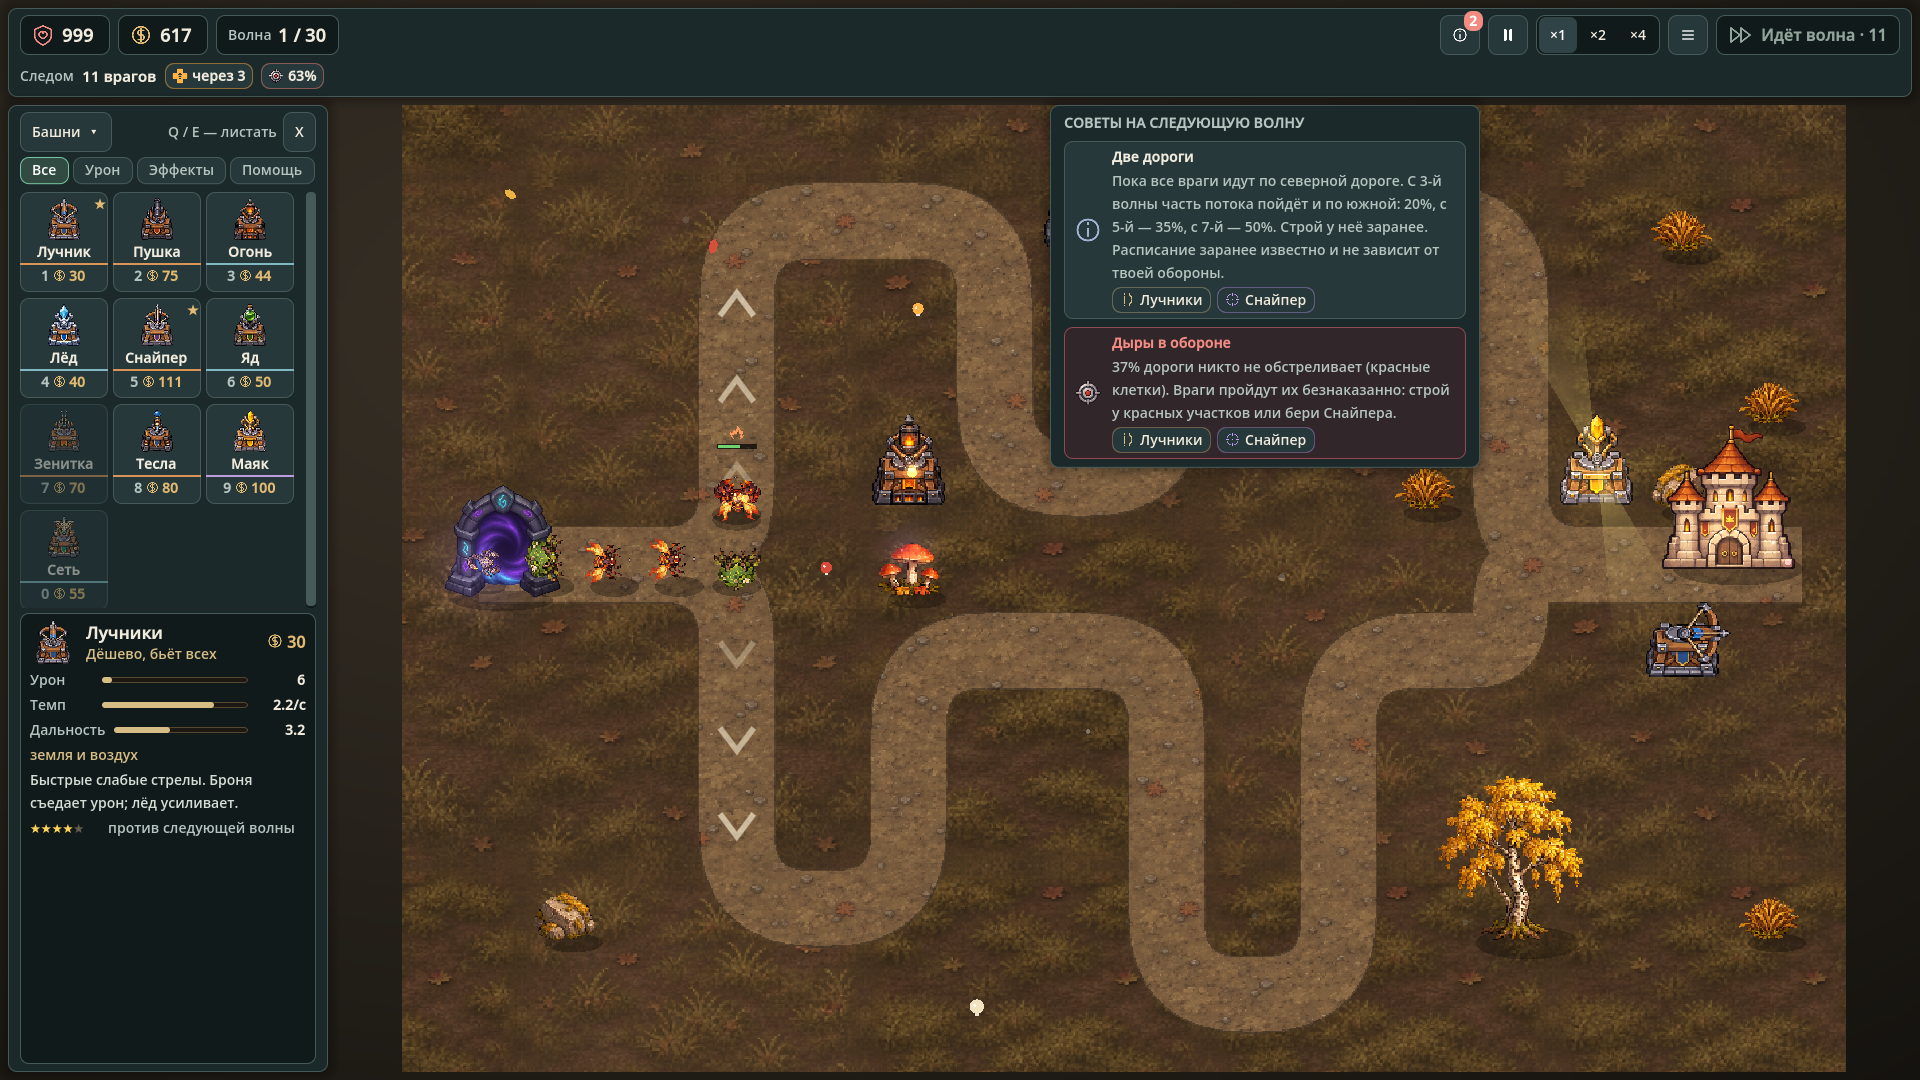 999
617
Волна 1 / 30
2
×1
×2
×4
Идёт волна · 11
Следом 11 врагов
через 3
63%
Башни
Q / E — листать
X
Все
Урон
Эффекты
Помощь
Лучник
Пушка
Огонь
1 30
2 75
3 44
Лёд
Снайпер
Яд
4 40
5 111
6 50
Зенитка
Тесла
Маяк
7 70
8 80
9 100
Сеть
0 55
Лучники
Дёшево, бьёт всех
30
Урон 6
Темп 2.2/с
Дальность 3.2
земля и воздух
Быстрые слабые стрелы. Броня
съедает урон; лёд усиливает.
★★★★★ против следующей волны
СОВЕТЫ НА СЛЕДУЮЩУЮ ВОЛНУ
Две дороги
Пока все враги идут по северной дороге. С 3-й
волны часть потока пойдёт и по южной: 20%, с
5-й — 35%, с 7-й — 50%. Строй у неё заранее.
Расписание заранее известно и не зависит от
твоей обороны.
Лучники
Снайпер
Дыры в обороне
37% дороги никто не обстреливает (красные
клетки). Враги пройдут их безнаказанно: строй
у красных участков или бери Снайпера.
Лучники
Снайпер